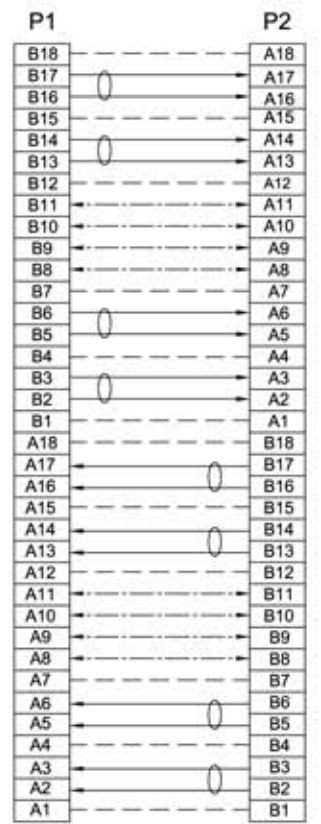 P1 P2
B18 A18
B17 A17
B16 A16
B15 A15
B14 A14
B13 A13
B12 A12
B11 A11
B10 A10
B9 A9
B8 A8
B7 A7
B6 A6
B5 A5
B4 A4
B3 A3
B2 A2
B1 A1
A18 B18
A17 B17
A16 B16
A15 B15
A14 B14
A13 B13
A12 B12
A11 B11
A10 B10
A9 B9
A8 B8
A7 B7
A6 B6
A5 B5
A4 B4
A3 B3
A2 B2
A1 B1